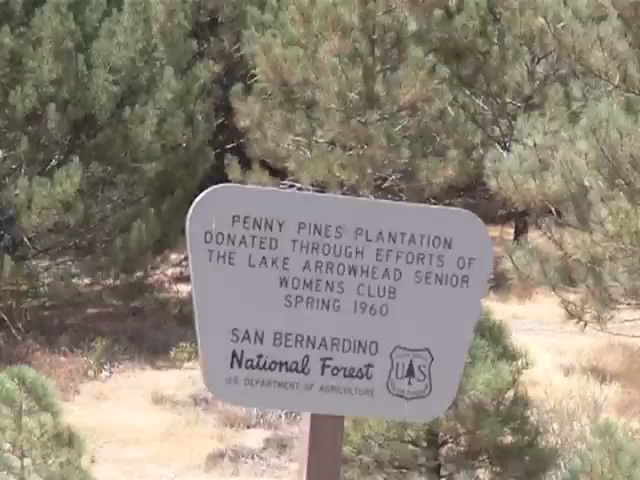 PENNY PINES PLANTATION
DONATED THROUGH EFFORTS OF
THE LAKE ARROWHEAD SENIOR
WOMENS CLUB
SPRING 1960
SAN BERNARDINO
National Forest
U.S. DEPARTMENT OF AGRICULTURE
U S